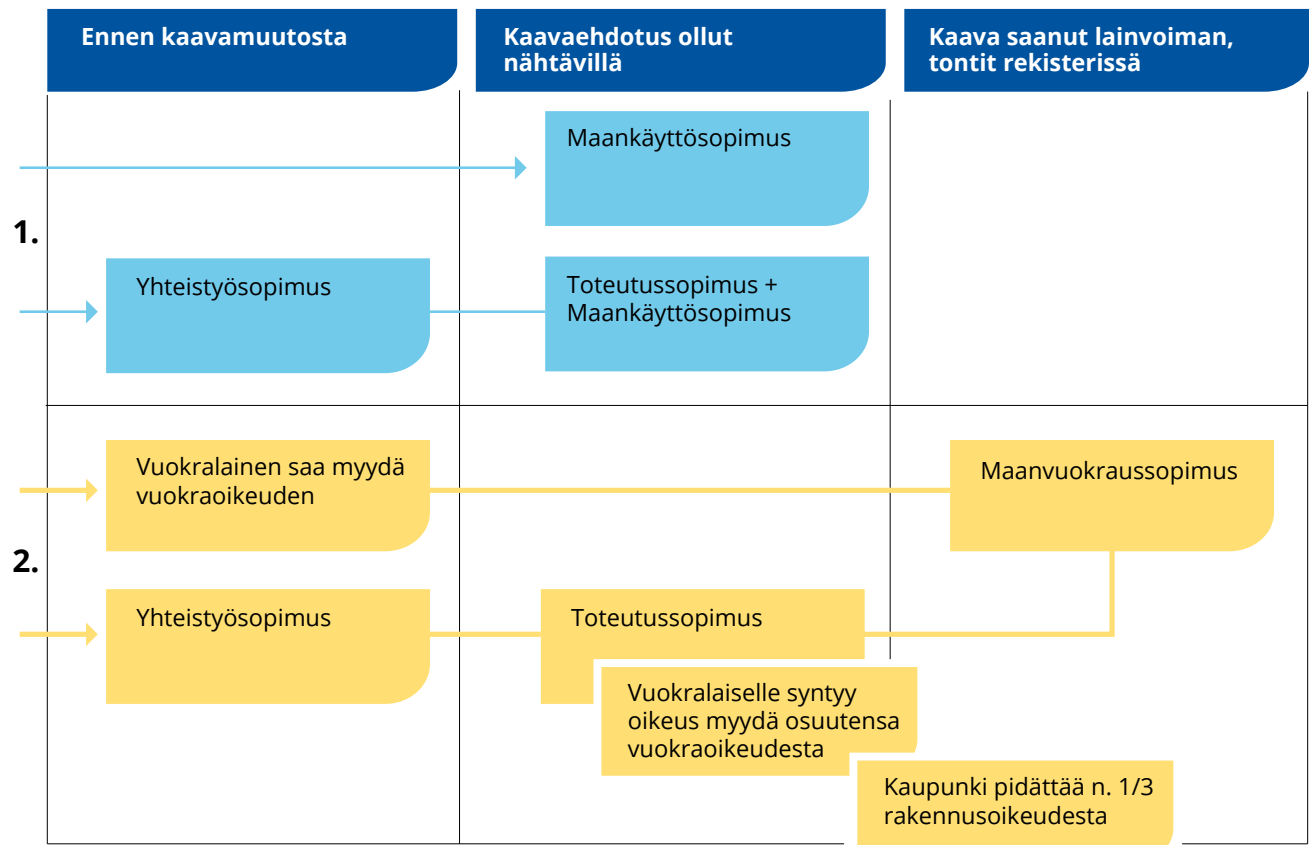 Ennen kaavamuutosta
Kaavaehdotus ollut
nähtävillä
Kaava saanut lainvoiman,
tontit rekisterissä
1.
Maankäyttösopimus
Yhteistyösopimus
Toteutussopimus +
Maankäyttösopimus
2.
Vuokralainen saa myydä
vuokraoikeuden
Maanvuokraussopimus
Yhteistyösopimus
Toteutussopimus
Vuokralaiselle syntyy
oikeus myydä osuutensa
vuokraoikeudesta
Kaupunki pidättää n. 1/3
rakennusoikeudesta